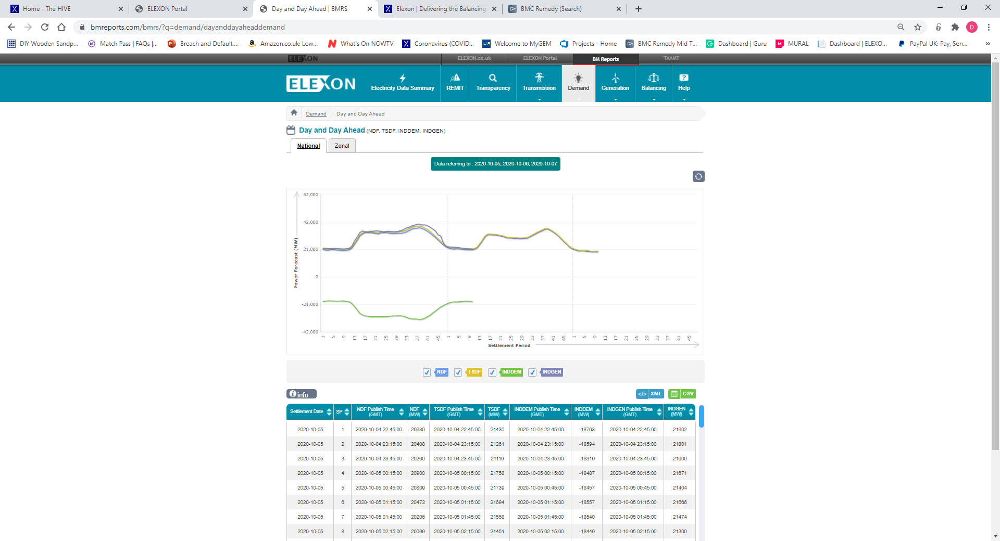 Home - The HIVE
ELEXON Portal
Day and Day Ahead | BMRS
Elexon | Delivering the Balancing
BMC Remedy (Search)
bmreports.com/bmrs/?q=demand/dayanddayaheaddemand
D
DIY Wooden Sandp...
Match Pass | FAQs |...
Breach and Default....
Amazon.co.uk: Low...
What's On NOWTV
Coronavirus (COVID...
Welcome to MyGEM
Projects - Home
BMC Remedy Mid T...
Dashboard | Guru
MURAL
Dashboard | ELEXO...
PayPal UK: Pay, Sen...
»
ELEXON
ELEXON.co.uk
ELEXON Portal
BM Reports
TAAMT
ELEXON
Electricity Data Summary
REMIT
Transparency
Transmission
Demand
Generation
Balancing
Help
Demand
Day and Day Ahead
Day and Day Ahead (NDF, TSDF, INDDEM, INDGEN)
National
Zonal
Data referring to : 2020-10-05, 2020-10-06, 2020-10-07
Power Forecast (MW)
63,000
42,000
21,000
0
-21,000
-42,000
1 5 9 13 17 21 25 29 33 37 41 45 1 5 9 13 17 21 25 29 33 37 41 45 1 5 9 13 17 21 25 29 33 37 41 45
Settlement Period
NDF TSDF INDDEM INDGEN
info
</> XML
CSV
Settlement Date SP NDF Publish Time (GMT) NDF (MW) TSDF Publish Time (GMT) TSDF (MW) INDDEM Publish Time (GMT) INDDEM (MW) INDGEN Publish Time (GMT) INDGEN (MW)
2020-10-05 1 2020-10-04 22:45:00 20930 2020-10-04 22:45:00 21430 2020-10-04 22:45:00 -18763 2020-10-04 22:45:00 21902
2020-10-05 2 2020-10-04 23:15:00 20408 2020-10-04 23:15:00 21261 2020-10-04 23:15:00 -18594 2020-10-04 23:15:00 21801
2020-10-05 3 2020-10-04 23:45:00 20260 2020-10-04 23:45:00 21119 2020-10-04 23:45:00 -18319 2020-10-04 23:45:00 21600
2020-10-05 4 2020-10-05 00:15:00 20900 2020-10-05 00:15:00 21758 2020-10-05 00:15:00 -18487 2020-10-05 00:15:00 21671
2020-10-05 5 2020-10-05 00:45:00 20809 2020-10-05 00:45:00 21739 2020-10-05 00:45:00 -18457 2020-10-05 00:45:00 21404
2020-10-05 6 2020-10-05 01:15:00 20473 2020-10-05 01:15:00 21694 2020-10-05 01:15:00 -18557 2020-10-05 01:15:00 21666
2020-10-05 7 2020-10-05 01:45:00 20206 2020-10-05 01:45:00 21558 2020-10-05 01:45:00 -18540 2020-10-05 01:45:00 21474
2020-10-05 8 2020-10-05 02:15:00 20099 2020-10-05 02:15:00 21451 2020-10-05 02:15:00 -18449 2020-10-05 02:15:00 21300